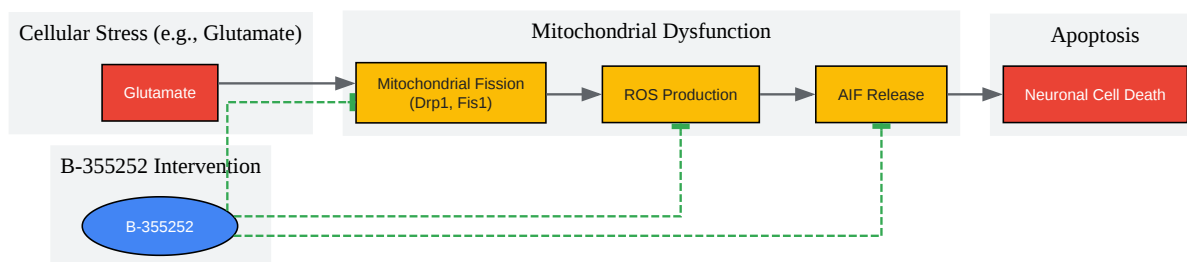 Cellular Stress (e.g., Glutamate)
Glutamate
Mitochondrial Dysfunction
Mitochondrial Fission
(Drp1, Fis1)
ROS Production
AIF Release
Apoptosis
Neuronal Cell Death
B-355252 Intervention
B-355252